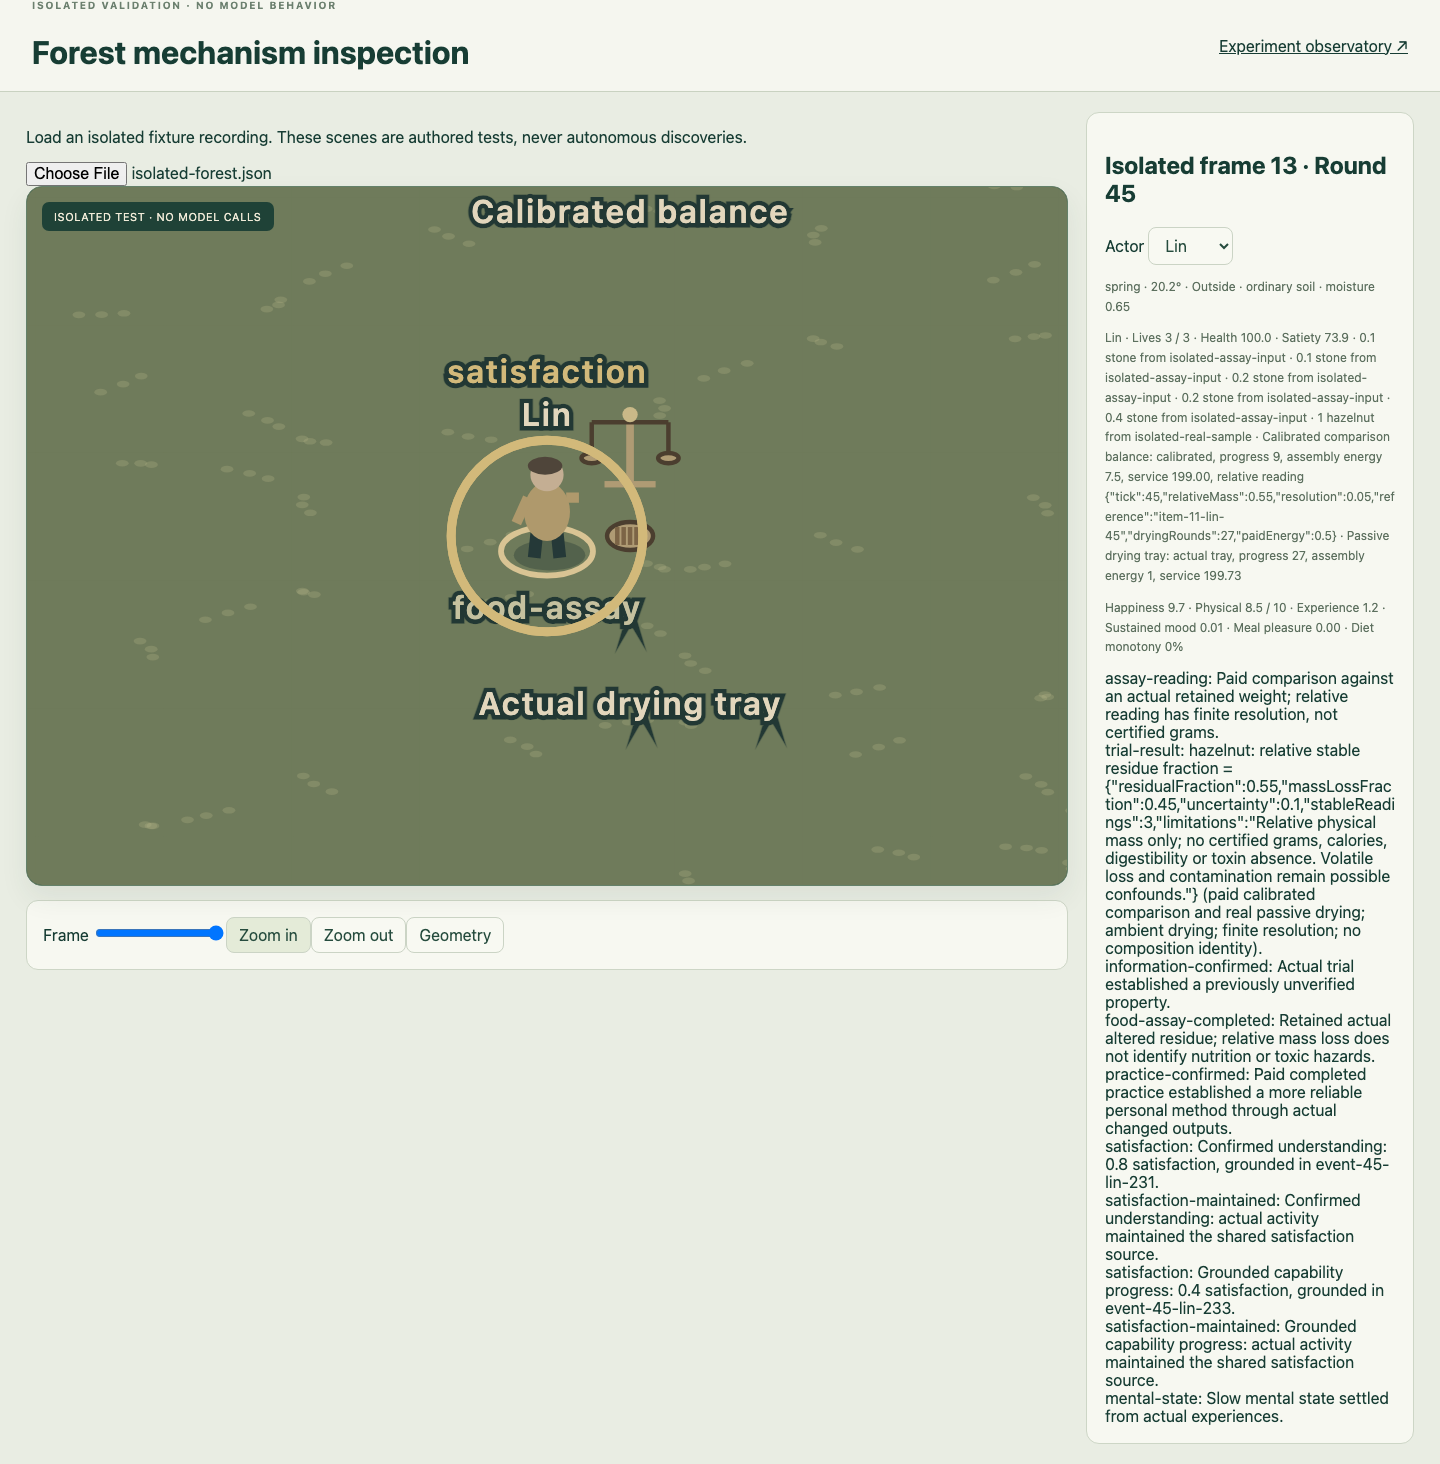 ISOLATED VALIDATION · NO MODEL BEHAVIOR
Forest mechanism inspection
Experiment observatory ↗
Load an isolated fixture recording. These scenes are authored tests, never autonomous discoveries.
Choose File isolated-forest.json
ISOLATED TEST · NO MODEL CALLS
Calibrated balance
satisfaction
Lin
food-assay
Actual drying tray
Frame
Zoom in
Zoom out
Geometry
Isolated frame 13 · Round
45
Actor Lin
spring · 20.2° · Outside · ordinary soil · moisture
0.65
Lin · Lives 3 / 3 · Health 100.0 · Satiety 73.9 · 0.1
stone from isolated-assay-input · 0.1 stone from
isolated-assay-input · 0.2 stone from isolated-
assay-input · 0.2 stone from isolated-assay-input ·
0.4 stone from isolated-assay-input · 1 hazelnut
from isolated-real-sample · Calibrated comparison
balance: calibrated, progress 9, assembly energy
7.5, service 199.00, relative reading
{"tick":45,"relativeMass":0.55,"resolution":0.05,"ref
erence":"item-11-lin-
45","dryingRounds":27,"paidEnergy":0.5} · Passive
drying tray: actual tray, progress 27, assembly
energy 1, service 199.73
Happiness 9.7 · Physical 8.5 / 10 · Experience 1.2 ·
Sustained mood 0.01 · Meal pleasure 0.00 · Diet
monotony 0%
assay-reading: Paid comparison against
an actual retained weight; relative
reading has finite resolution, not
certified grams.
trial-result: hazelnut: relative stable
residue fraction =
{"residualFraction":0.55,"massLossFrac
tion":0.45,"uncertainty":0.1,"stableReadi
ngs":3,"limitations":"Relative physical
mass only; no certified grams, calories,
digestibility or toxin absence. Volatile
loss and contamination remain possible
confounds."} (paid calibrated
comparison and real passive drying;
ambient drying; finite resolution; no
composition identity).
information-confirmed: Actual trial
established a previously unverified
property.
food-assay-completed: Retained actual
altered residue; relative mass loss does
not identify nutrition or toxic hazards.
practice-confirmed: Paid completed
practice established a more reliable
personal method through actual
changed outputs.
satisfaction: Confirmed understanding:
0.8 satisfaction, grounded in event-45-
lin-231.
satisfaction-maintained: Confirmed
understanding: actual activity
maintained the shared satisfaction
source.
satisfaction: Grounded capability
progress: 0.4 satisfaction, grounded in
event-45-lin-233.
satisfaction-maintained: Grounded
capability progress: actual activity
maintained the shared satisfaction
source.
mental-state: Slow mental state settled
from actual experiences.